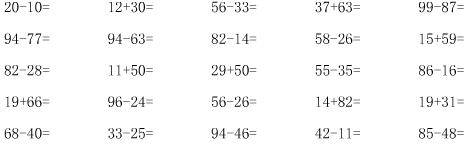 20-10= 12+30= 56-33= 37+63= 99-87=
94-77= 94-63= 82-14= 58-26= 15+59=
82-28= 11+50= 29+50= 55-35= 86-16=
19+66= 96-24= 56-26= 14+82= 19+31=
68-40= 33-25= 94-46= 42-11= 85-48=